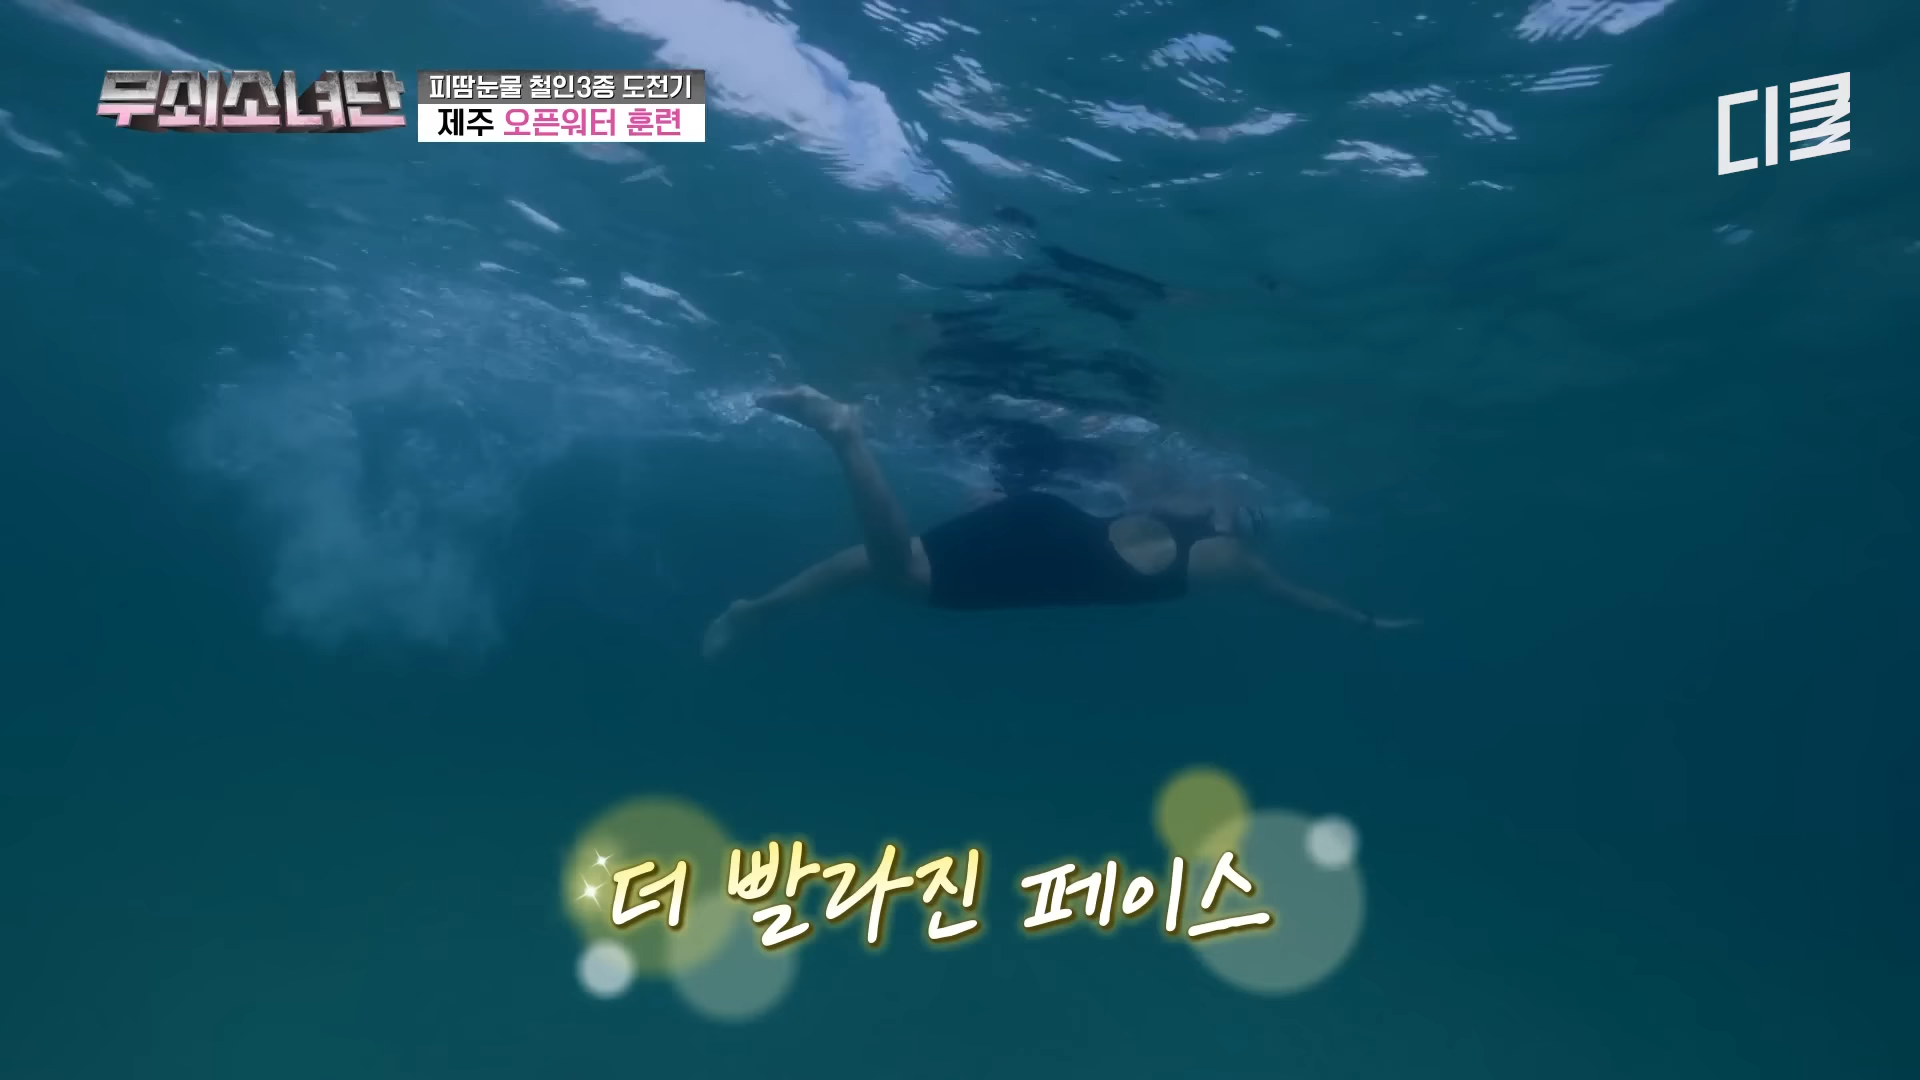 무쇠소녀단
피땀눈물 철인3종 도전기
제주 오픈워터 훈련
디클
더 빨라진 페이스